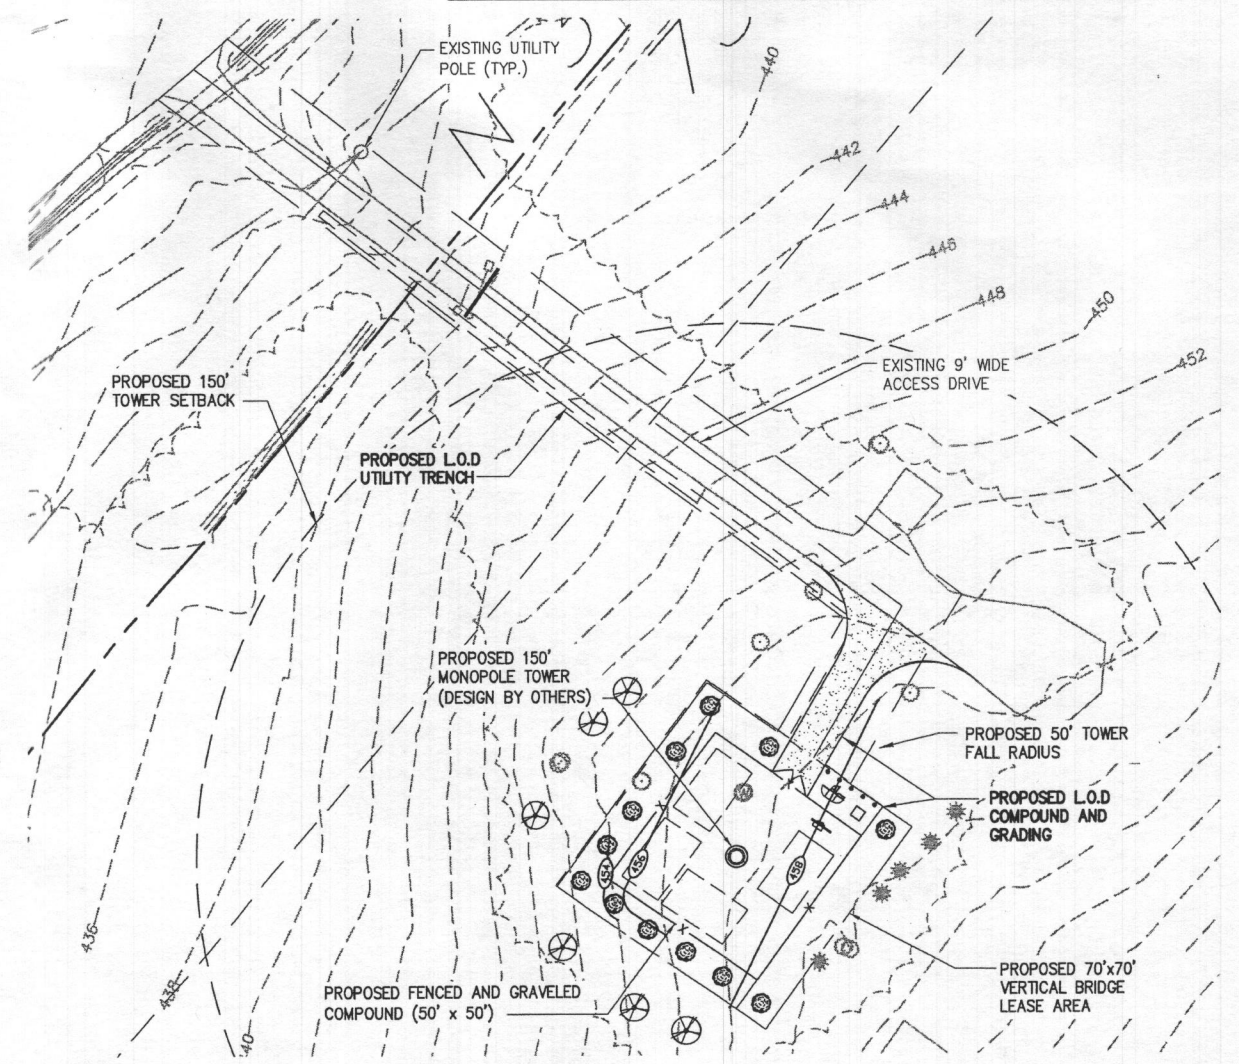 EXISTING UTILITY
POLE (TYP.)
440
442
444
446
448
450
452
EXISTING 9' WIDE
ACCESS DRIVE
PROPOSED 150'
TOWER SETBACK
PROPOSED L.O.D
UTILITY TRENCH
PROPOSED 150'
MONOPOLE TOWER
(DESIGN BY OTHERS)
PROPOSED 50' TOWER
FALL RADIUS
PROPOSED L.O.D
COMPOUND AND
GRADING
454
456
458
436
438
40
PROPOSED 70'x70'
VERTICAL BRIDGE
LEASE AREA
PROPOSED FENCED AND GRAVELED
COMPOUND (50' x 50')